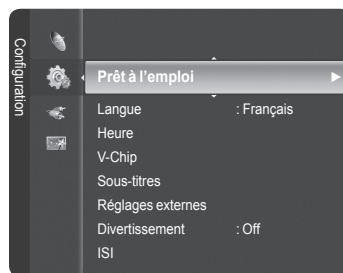 Configuration
Prêt à l'emploi
Langue : Français
Heure
V-Chip
Sous-titres
Réglages externes
Divertissement : Off
ISI